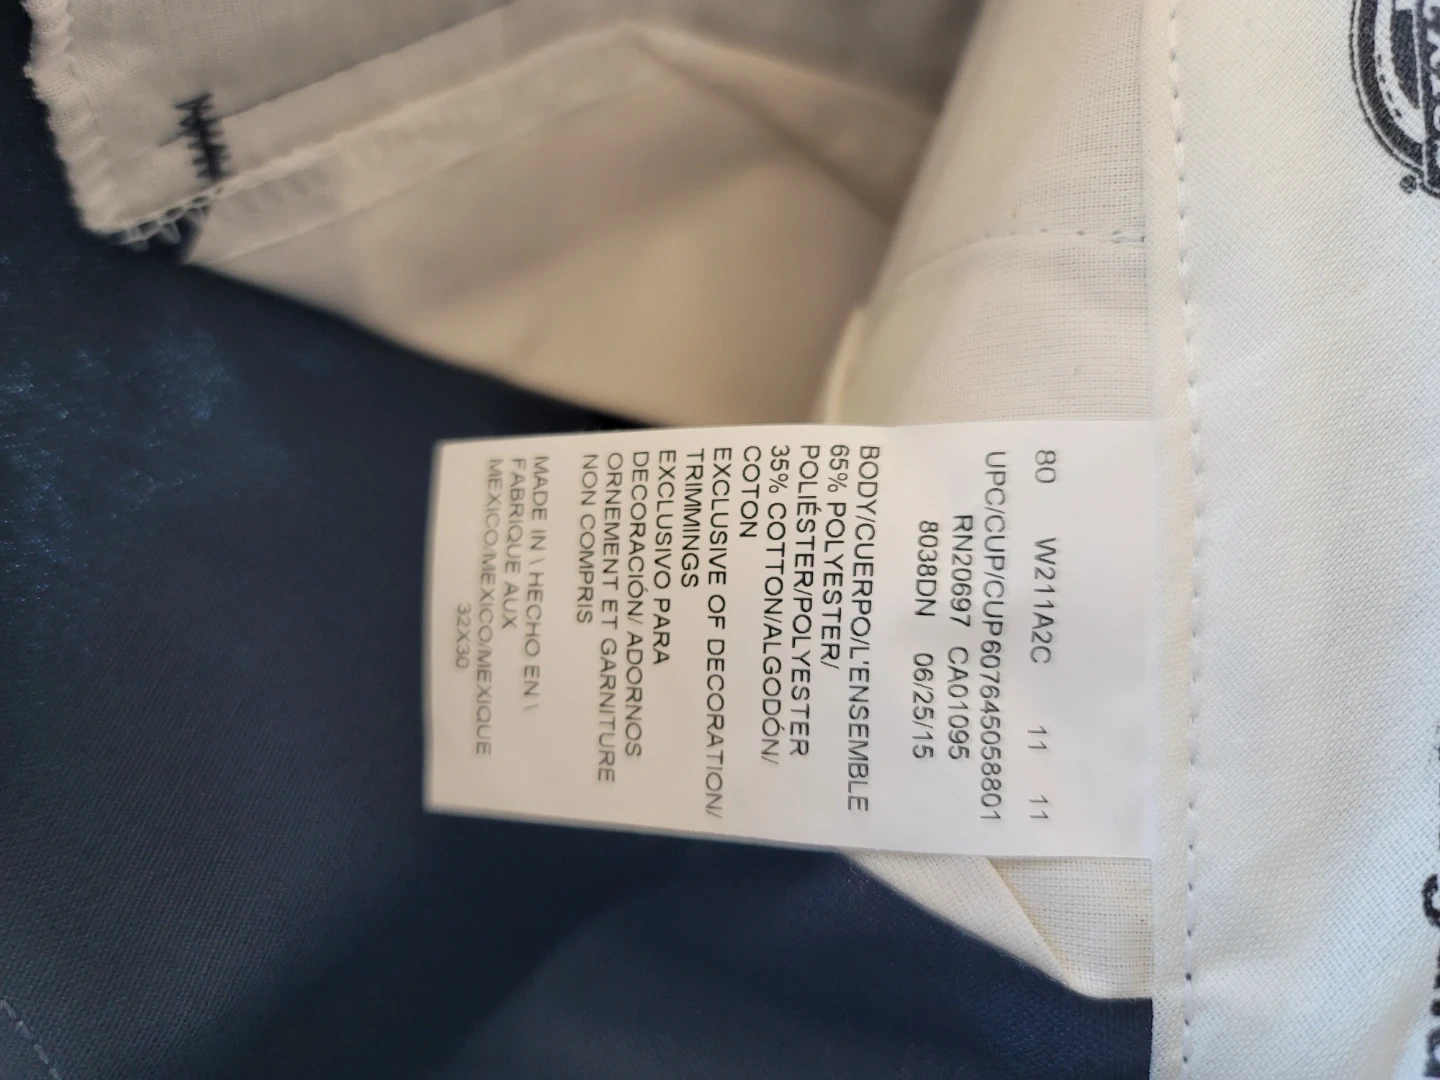 80 W211A2C 11 11
UPC/CUP/CUP607645058801
RN20697 CA01095
8038DN 06/25/15
BODY/CUERPO/L'ENSEMBLE
65% POLYESTER/
POLIÉSTER/POLYESTER
35% COTTON/ALGODÓN/
COTON
EXCLUSIVE OF DECORATION/
TRIMMINGS
EXCLUSIVO PARA
DECORACIÓN/ ADORNOS
ORNEMENT ET GARNITURE
NON COMPRIS
MADE IN \ HECHO EN \
FABRIQUE AUX
MEXICO/MEXICO/MEXIQUE
32X30